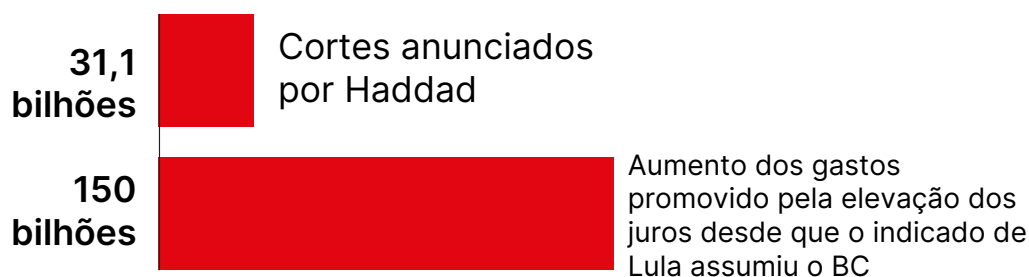 31,1
bilhões
Cortes anunciados
por Haddad
150
bilhões
Aumento dos gastos
promovido pela elevação dos
juros desde que o indicado de
Lula assumiu o BC